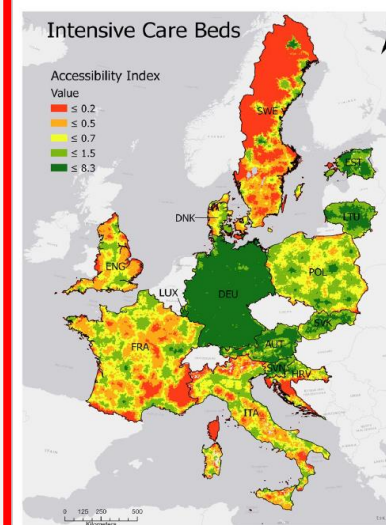 Intensive Care Beds
Accessibility Index
Value
≤ 0.2
≤ 0.5
≤ 0.7
≤ 1.5
≤ 8.3
SWE
EST
DNK
LTU
ENG
LUX
DEU
POL
SVK
FRA
AUT
SVN
HRV
ITA
0 125 250 500
Kilometers